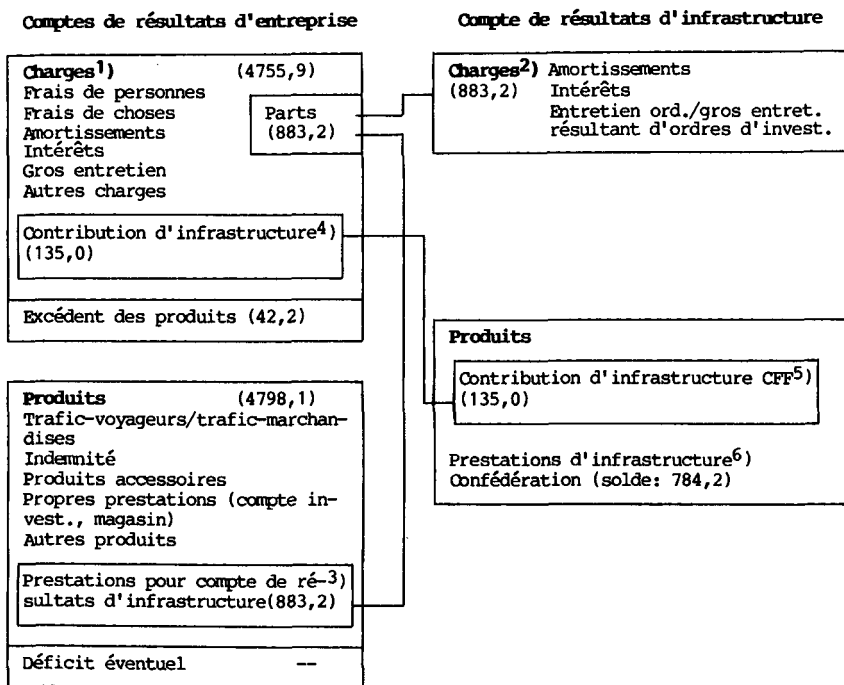 Comptes de résultats d'entreprise
Charges1) (4755,9)
Frais de personnes
Frais de choses
Amortissements
Intérêts
Gros entretien
Autres charges
Parts
(883,2)
Contribution d'infrastructure4)
(135,0)
Excédent des produits (42,2)
Produits (4798,1)
Trafic-voyageurs/trafic-marchan-
dises
Indemnité
Produits accessoires
Propres prestations (compte in-
vest., magasin)
Autres produits
Prestations pour compte de ré-3)
sultats d'infrastructure(883,2)
Déficit éventuel --
Compte de résultats d'infrastructure
Charges2) Amortissements
(883,2) Intérêts
Entretien ord./gros entret.
résultant d'ordres d'invest.
Produits
Contribution d'infrastructure CFF5)
(135,0)
Prestations d'infrastructure6)
Confédération (solde: 784,2)